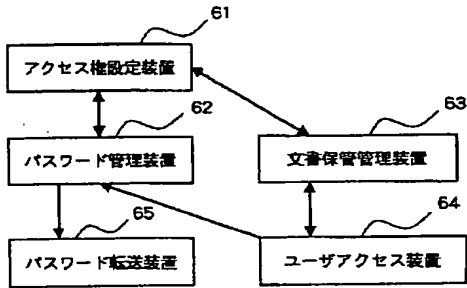 61
アクセス権設定装置
62
63
パスワード管理装置
文書保管管理装置
65
64
パスワード転送装置
ユーザアクセス装置